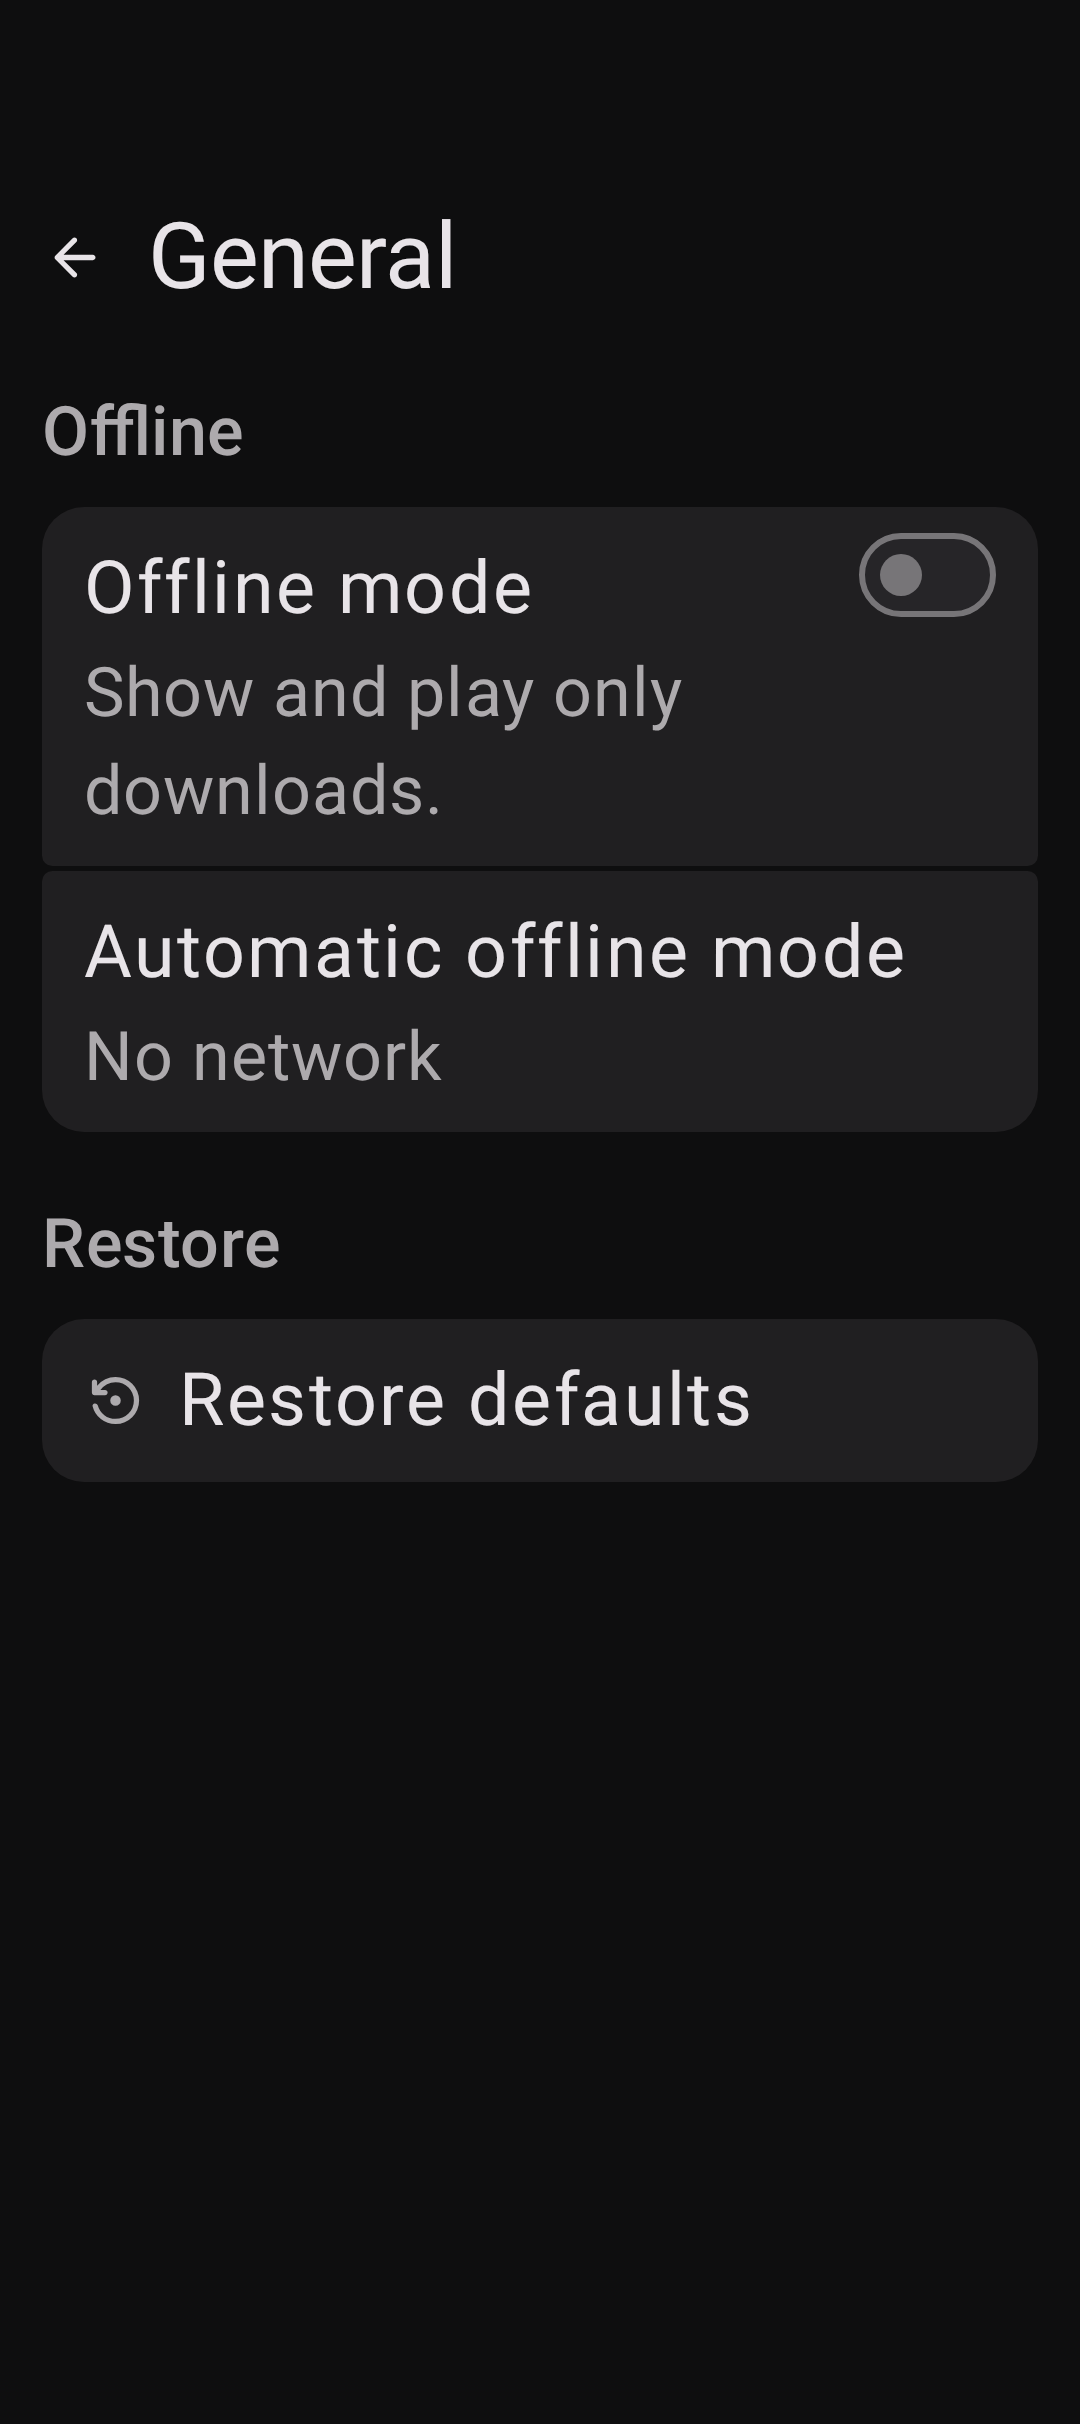 General
Offline
Offline mode
Show and play only
downloads.
Automatic offline mode
No network
Restore
Restore defaults